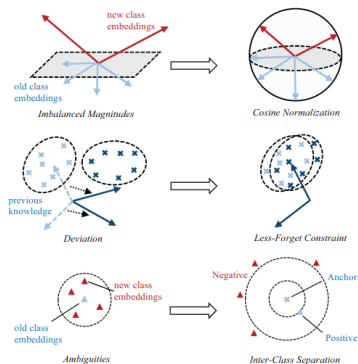 new class
embeddings
old class
embeddings
Imbalanced Magnitudes
Cosine Normalization
previous
knowledge
Deviation
Less-Forget Constraint
new class
embeddings
old class
embeddings
Negative
Anchor
Positive
Ambiguities
Inter-Class Separation